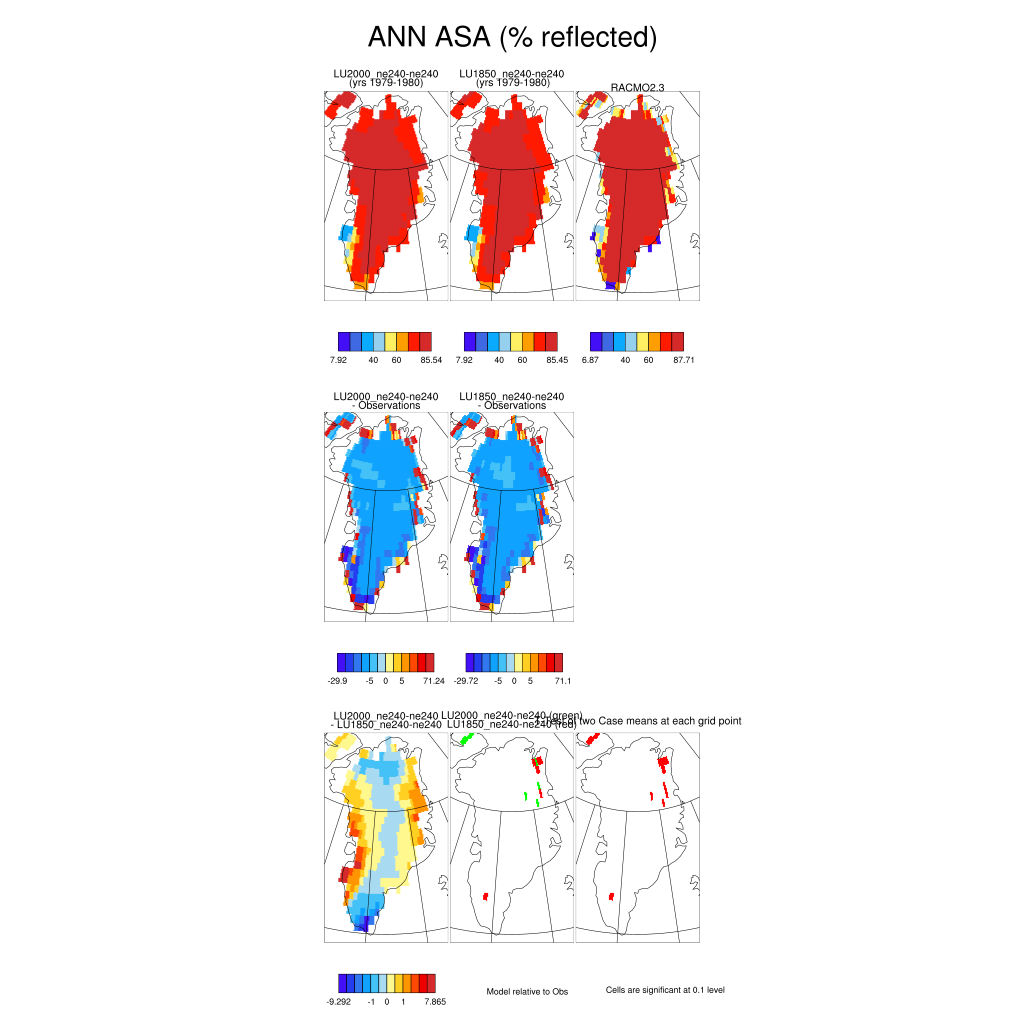 ANN ASA (% reflected)
LU2000_ne240-ne240
(yrs 1979-1980)
LU1850_ne240-ne240
(yrs 1979-1980)
RACMO2.3
7.92 40 60 85.54
7.92 40 60 85.45
6.87 40 60 87.71
LU2000_ne240-ne240
- Observations
LU1850_ne240-ne240
- Observations
-29.9 -5 0 5 71.24
-29.72 -5 0 5 71.1
LU2000_ne240-ne240
- LU1850_ne240-ne240
LU2000_ne240-ne240 (green)
LU1850_ne240-ne240 (red)
T-Test of two Case means at each grid point
-9.292 -1 0 1 7.865
Model relative to Obs
Cells are significant at 0.1 level